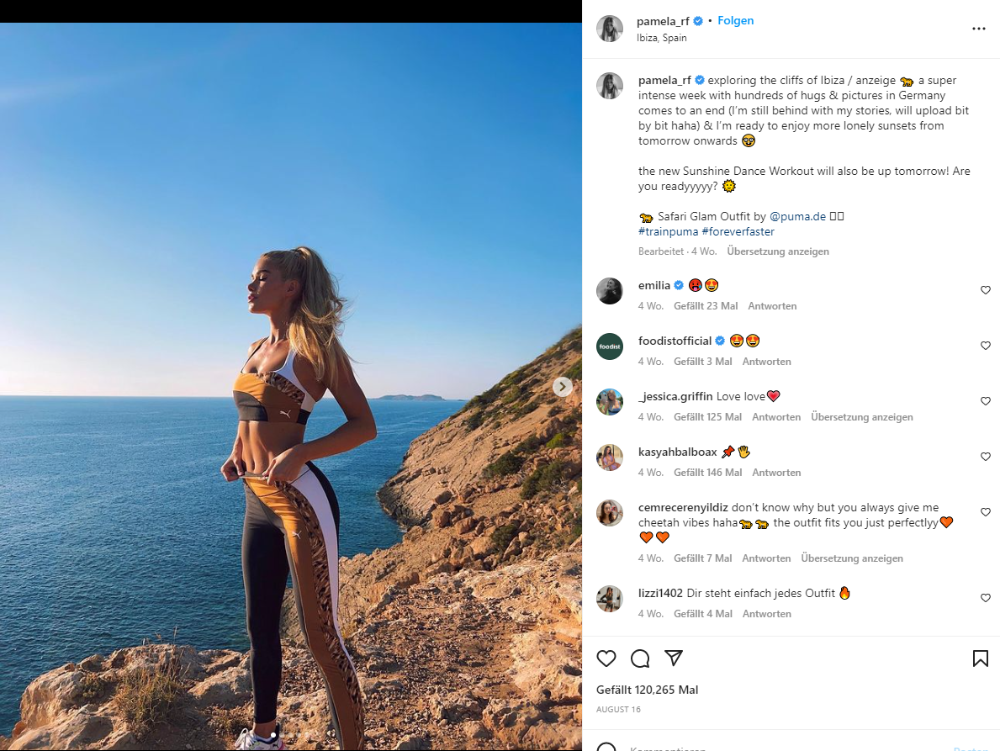 pamela_rf • Folgen
Ibiza, Spain
pamela_rf exploring the cliffs of Ibiza / anzeige 🐆 a super
intense week with hundreds of hugs & pictures in Germany
comes to an end (I'm still behind with my stories, will upload bit
by bit haha) & I'm ready to enjoy more lonely sunsets from
tomorrow onwards 🥸
the new Sunshine Dance Workout will also be up tomorrow! Are
you readyyyyy? 🌞
🐆 Safari Glam Outfit by @puma.de
#trainpuma #foreverfaster
Bearbeitet · 4 Wo. Übersetzung anzeigen
emilia 🥵😍
4 Wo. Gefällt 23 Mal Antworten
foodist
foodistofficial 😍😍
4 Wo. Gefällt 3 Mal Antworten
_jessica.griffin Love love💗
4 Wo. Gefällt 125 Mal Antworten Übersetzung anzeigen
kasyahbalboax 📌🖐
4 Wo. Gefällt 146 Mal Antworten
cemrecerenyildiz don't know why but you always give me
cheetah vibes haha🐆🐆 the outfit fits you just perfectlyy🧡
🧡🧡
4 Wo. Gefällt 7 Mal Antworten Übersetzung anzeigen
lizzi1402 Dir steht einfach jedes Outfit 🔥
4 Wo. Gefällt 4 Mal Antworten
Gefällt 120,265 Mal
AUGUST 16
Kommentieren
Posten